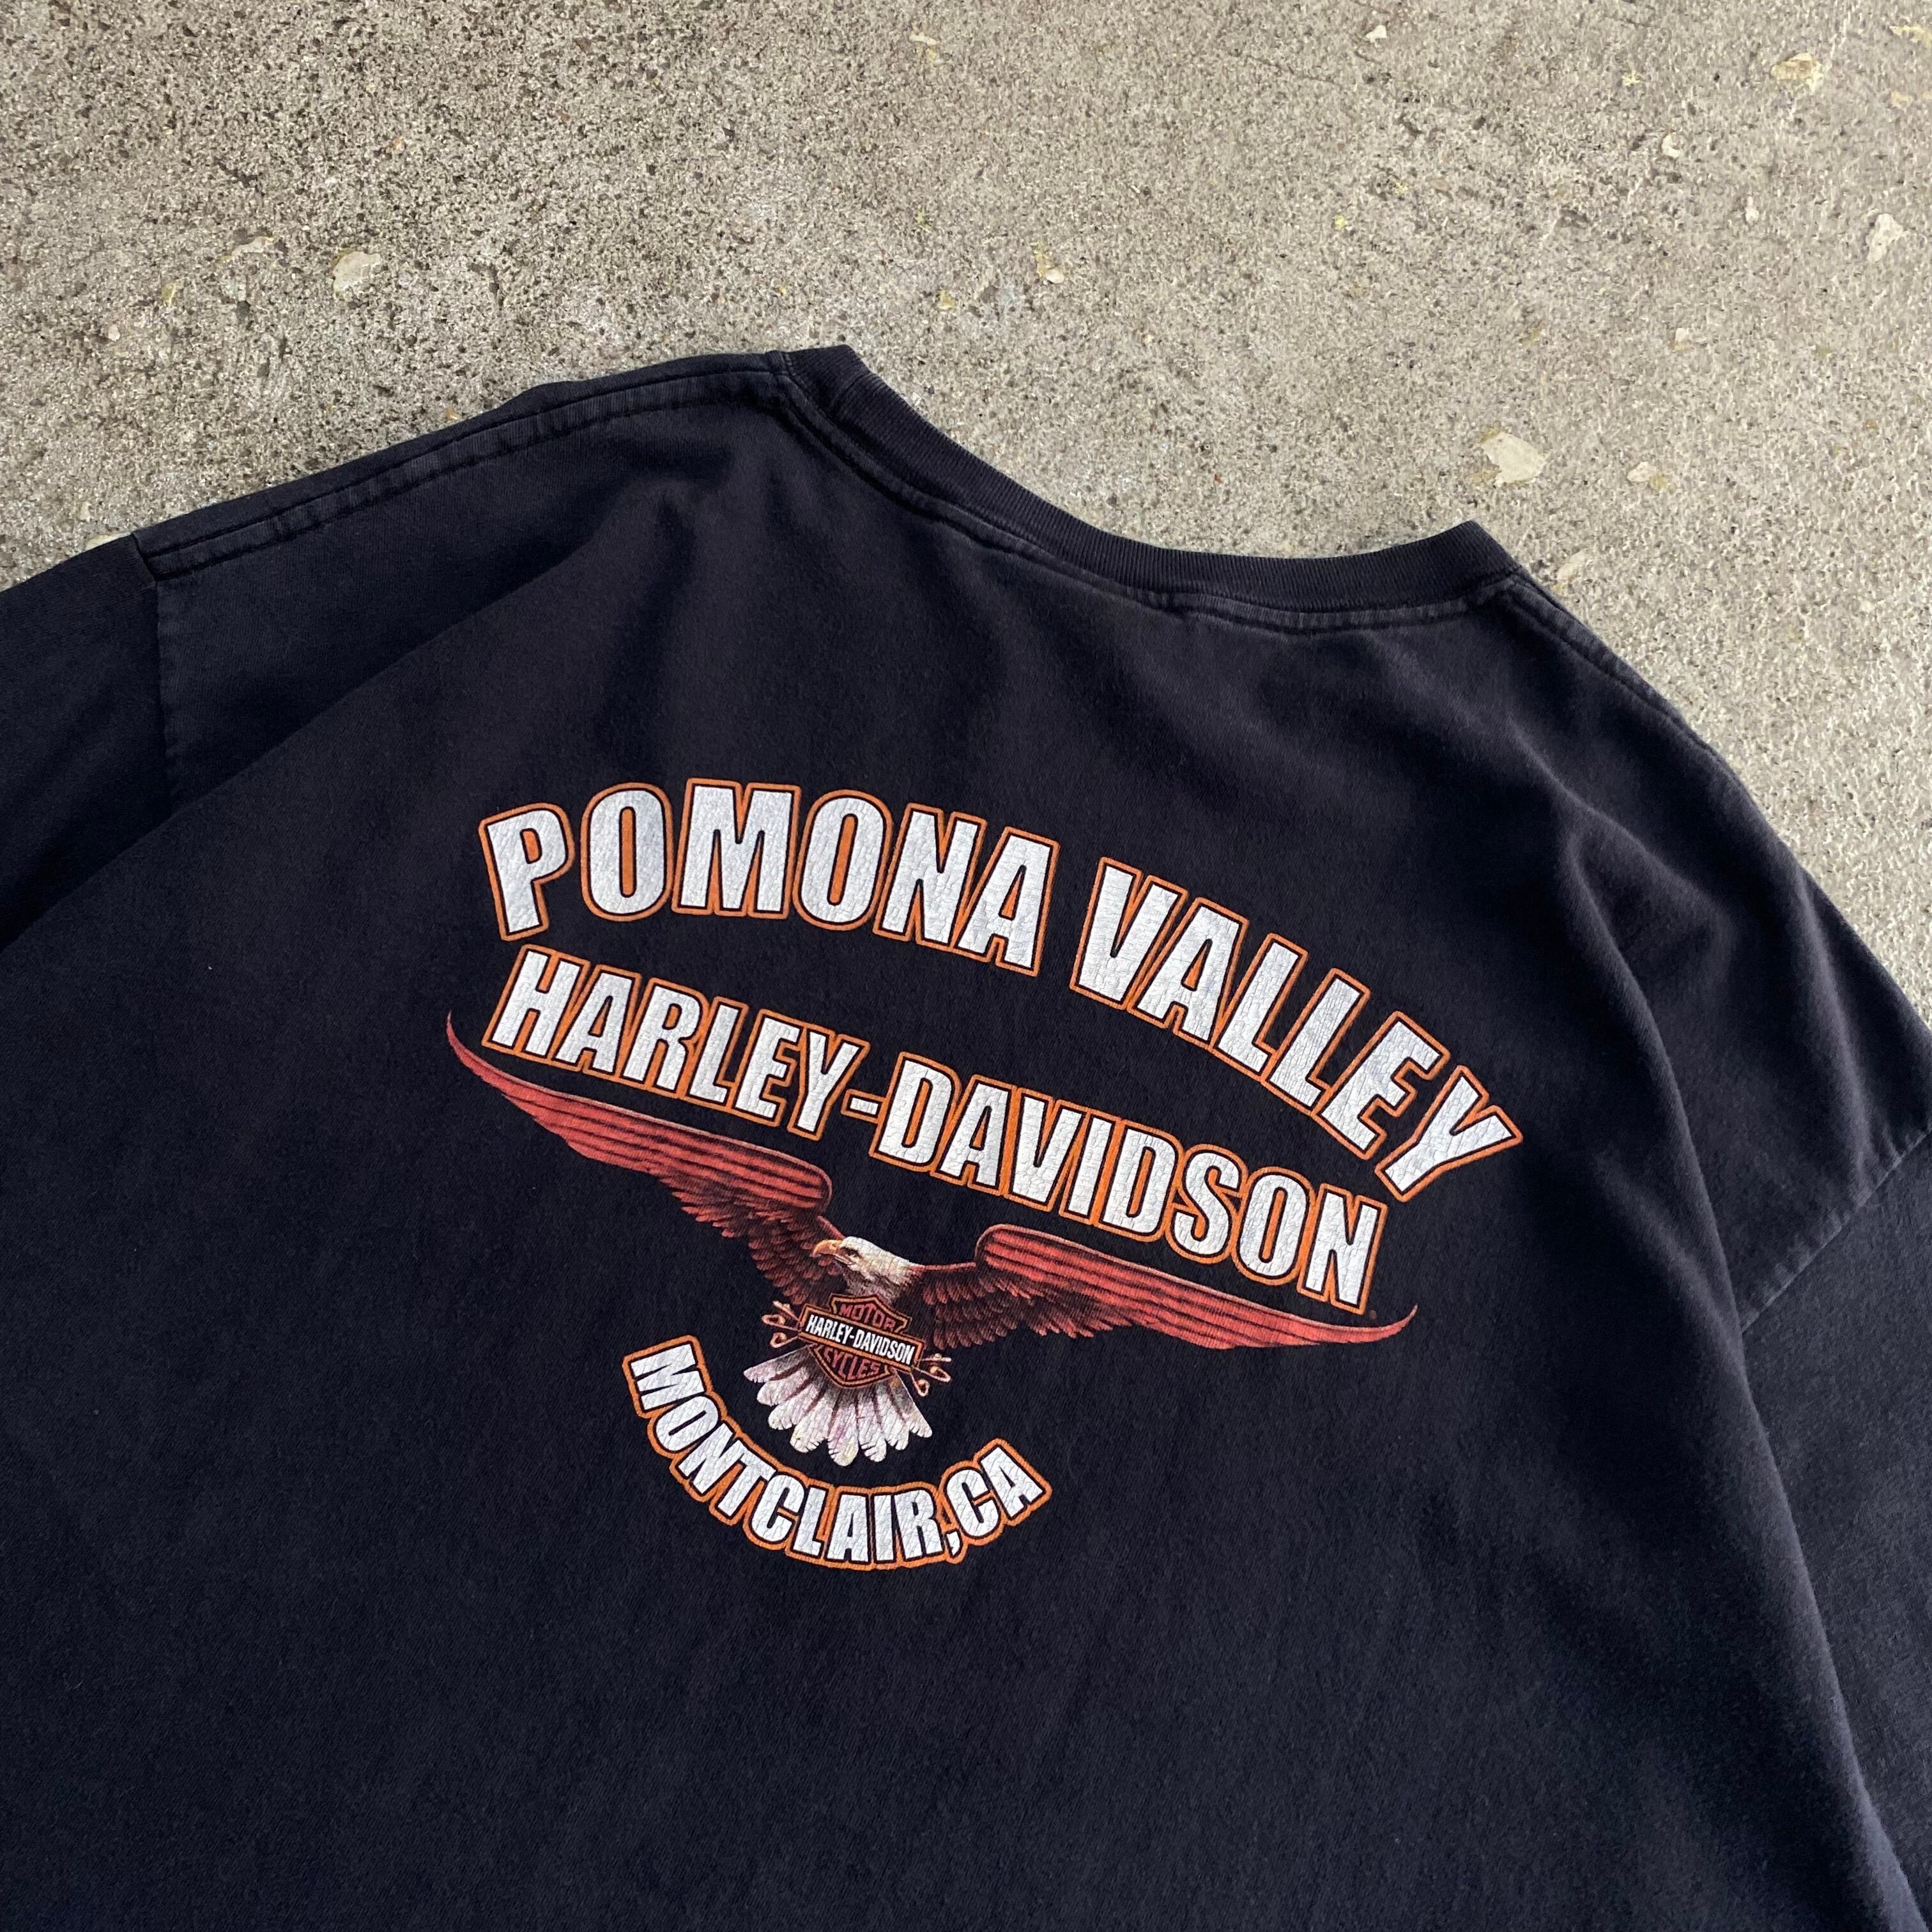 POMONA VALLEY
HARLEY-DAVIDSON
MOTOR
HARLEY-DAVIDSON
CYCLES
MONTCLAIR,CA